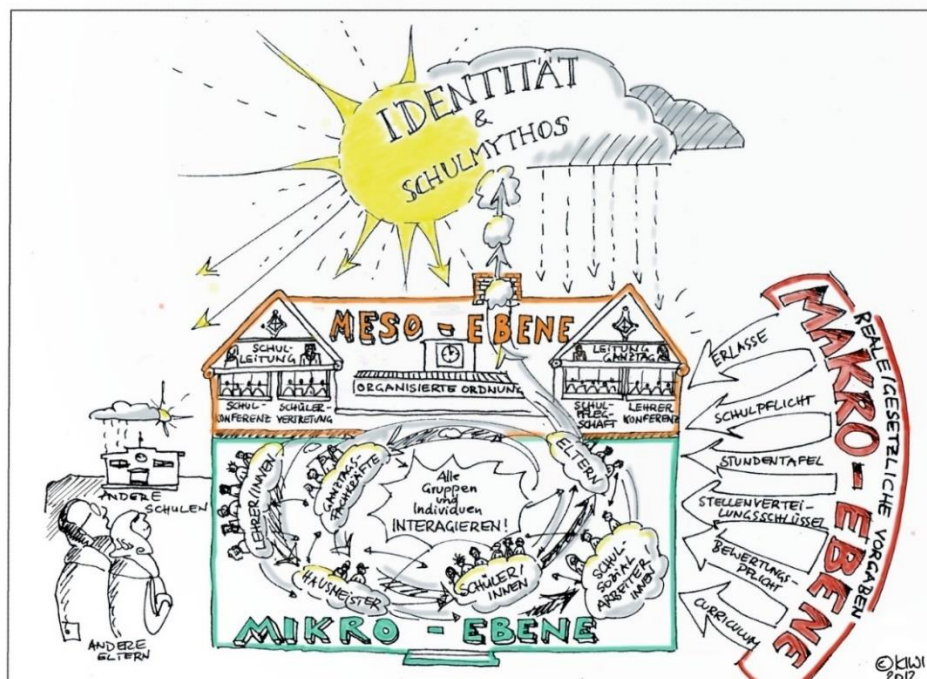 IDENTITÄT
&
SCHULMYTHOS
MESO - EBENE
SCHUL-
LEITUNG
SCHUL-
KONFERENZ
SCHÜLER-
VERTRETUNG
ORGANISIERTE ORDNUNG
LEITUNG
GANZTAG
SCHUL-
PFLEG-
SCHAFT
LEHRER
KONFERENZ
ANDERE
SCHULEN
ANDERE
ELTERN
LEHRER/INNEN
GANZTAGS-
FACHKRÄFTE
Alle
Gruppen
und
Individuen
INTERAGIEREN!
ELTERN
HAUSMEISTER
SCHÜLER/
INNEN
SCHUL-
SOZIAL-
ARBEITER
INNEN
MIKRO - EBENE
ERLASSE
SCHULPFLICHT
STUNDENTAFEL
STELLENVERTEI-
LUNGSSCHLÜSSEL
BEWERTUNGS-
PFLICHT
CURRICULUM
MAKRO - EBENE
REALE/GESETZLICHE VORGABEN
©KIWI
2012